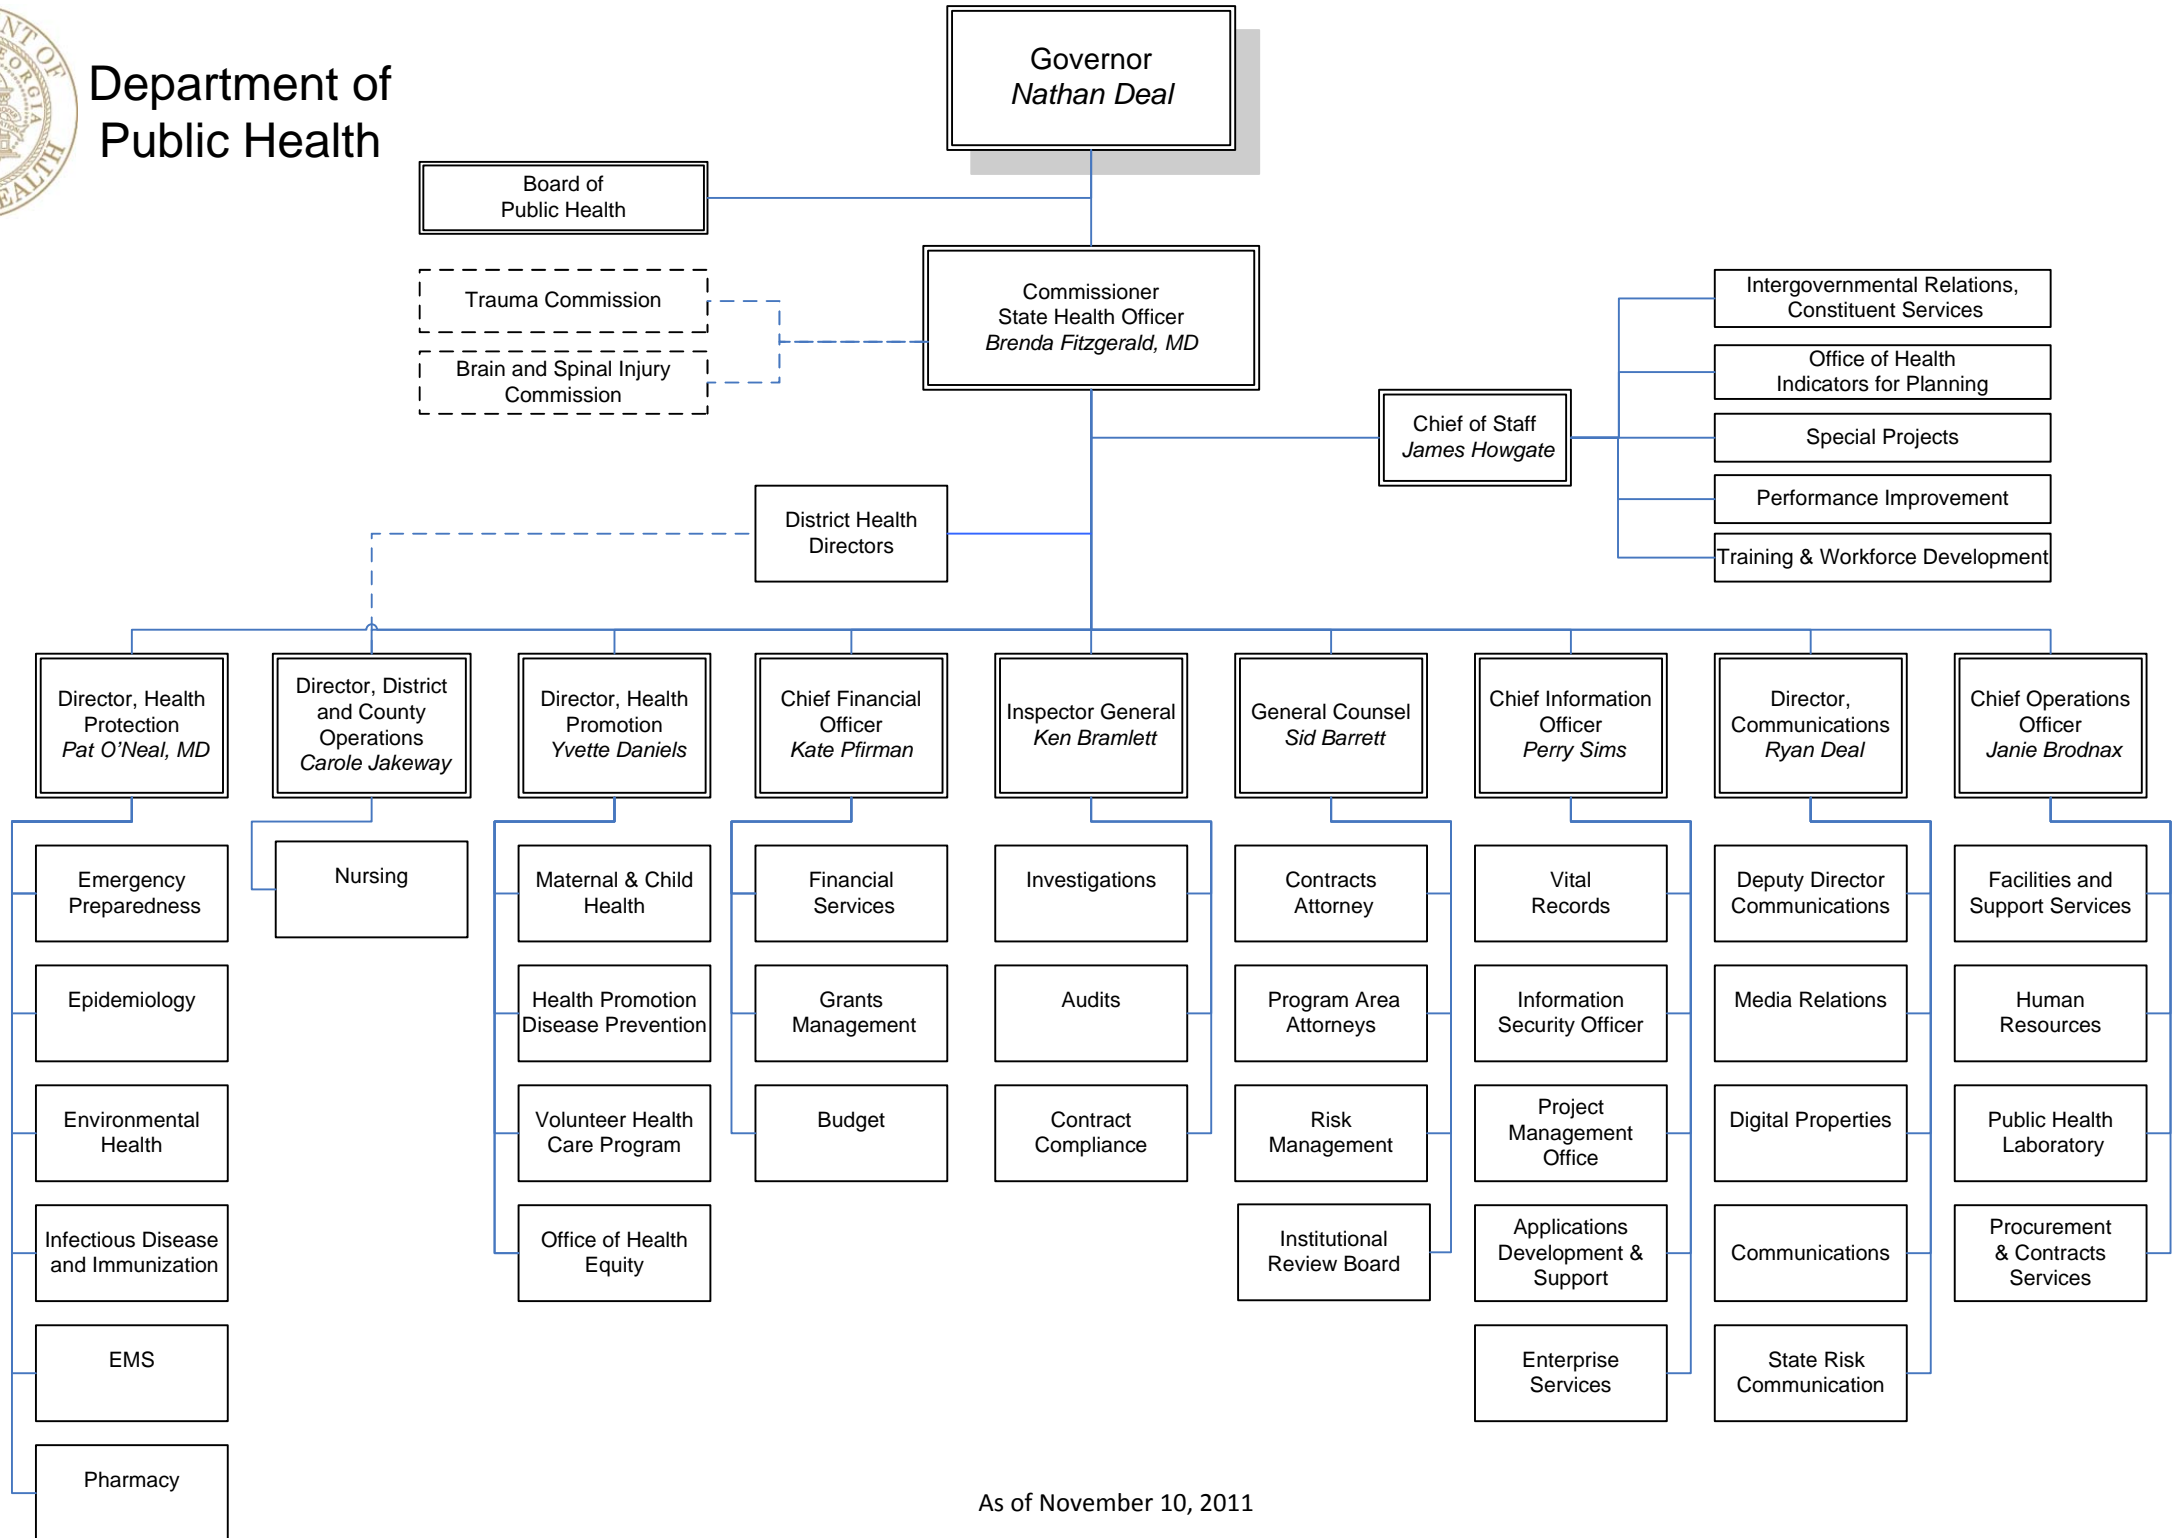 Department of
Public Health
Governor
Nathan Deal
Board of
Public Health
Trauma Commission
Brain and Spinal Injury
Commission
Commissioner
State Health Officer
Brenda Fitzgerald, MD
Chief of Staff
James Howgate
Intergovernmental Relations,
Constituent Services
Office of Health
Indicators for Planning
Special Projects
Performance Improvement
Training & Workforce Development
District Health
Directors
Director, Health
Protection
Pat O’Neal, MD
Director, District
and County
Operations
Carole Jakeway
Director, Health
Promotion
Yvette Daniels
Chief Financial
Officer
Kate Pfirman
Inspector General
Ken Bramlett
General Counsel
Sid Barrett
Chief Information
Officer
Perry Sims
Director,
Communications
Ryan Deal
Chief Operations
Officer
Janie Brodnax
Emergency
Preparedness
Epidemiology
Environmental
Health
Infectious Disease
and Immunization
EMS
Pharmacy
Nursing
Maternal & Child
Health
Health Promotion
Disease Prevention
Volunteer Health
Care Program
Office of Health
Equity
Financial
Services
Grants
Management
Budget
Investigations
Audits
Contract
Compliance
Contracts
Attorney
Program Area
Attorneys
Risk
Management
Institutional
Review Board
Vital
Records
Information
Security Officer
Project
Management
Office
Applications
Development &
Support
Enterprise
Services
Deputy Director
Communications
Media Relations
Digital Properties
Communications
State Risk
Communication
Facilities and
Support Services
Human
Resources
Public Health
Laboratory
Procurement
& Contracts
Services
As of November 10, 2011